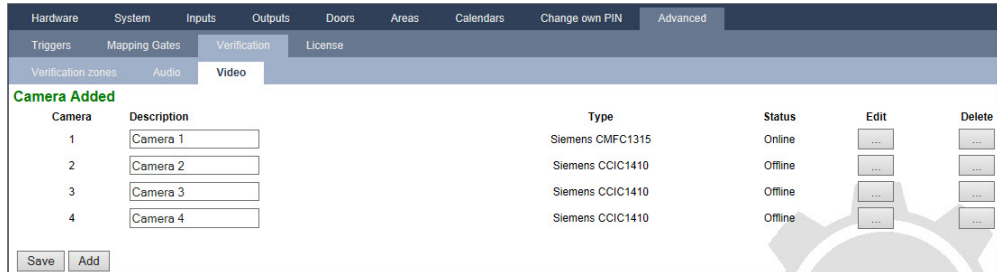 Hardware System Inputs Outputs Doors Areas Calendars Change own PIN Advanced
Triggers Mapping Gates Verification License
Verification zones Audio Video
Camera Added
Camera Description Type Status Edit Delete
1 Camera 1 Siemens CMFC1315 Online ... ...
2 Camera 2 Siemens CCIC1410 Offline ... ...
3 Camera 3 Siemens CCIC1410 Offline ... ...
4 Camera 4 Siemens CCIC1410 Offline ... ...
Save Add